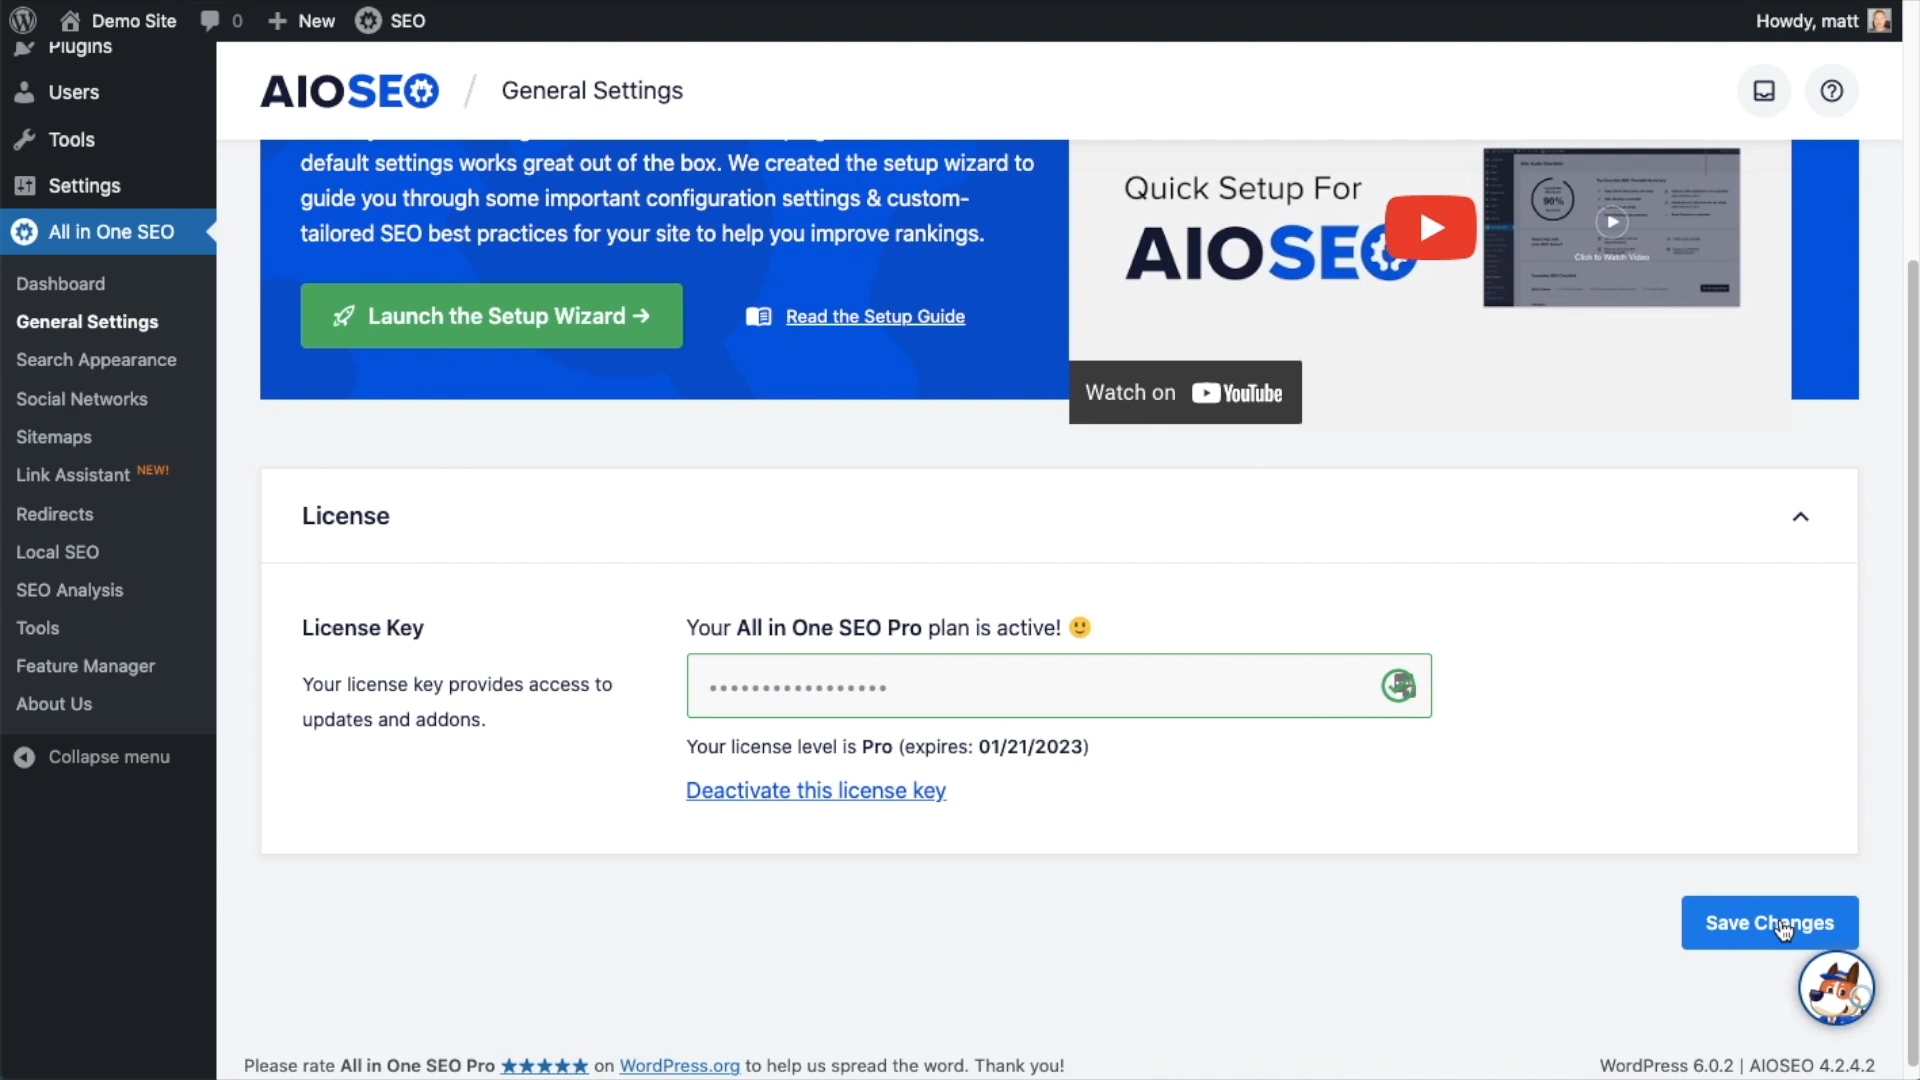 Demo Site
0
New
SEO
Howdy, matt
Plugins
Users
Tools
Settings
All in One SEO
Dashboard
General Settings
Search Appearance
Social Networks
Sitemaps
Link Assistant NEW!
Redirects
Local SEO
SEO Analysis
Tools
Feature Manager
About Us
Collapse menu
AIOSEO / General Settings
default settings works great out of the box. We created the setup wizard to
guide you through some important configuration settings & custom-
tailored SEO best practices for your site to help you improve rankings.
Launch the Setup Wizard →
Read the Setup Guide
Quick Setup For
AIOSEO
90%
Click to Watch Video
Watch on YouTube
License
License Key
Your license key provides access to
updates and addons.
Your All in One SEO Pro plan is active! 🙂
•••••••••••••••••
Your license level is Pro (expires: 01/21/2023)
Deactivate this license key
Save Changes
Please rate All in One SEO Pro ★★★★★ on WordPress.org to help us spread the word. Thank you!
WordPress 6.0.2 | AIOSEO 4.2.4.2